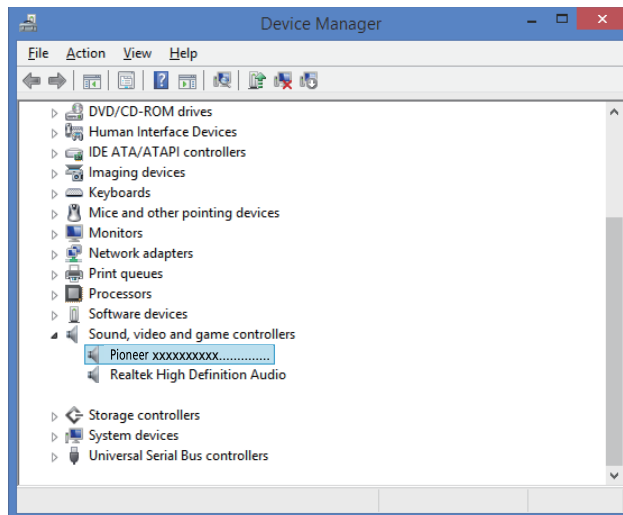 Device Manager
File Action View Help
DVD/CD-ROM drives
Human Interface Devices
IDE ATA/ATAPI controllers
Imaging devices
Keyboards
Mice and other pointing devices
Monitors
Network adapters
Print queues
Processors
Software devices
Sound, video and game controllers
Pioneer xxxxxxxxxx.............
Realtek High Definition Audio
Storage controllers
System devices
Universal Serial Bus controllers